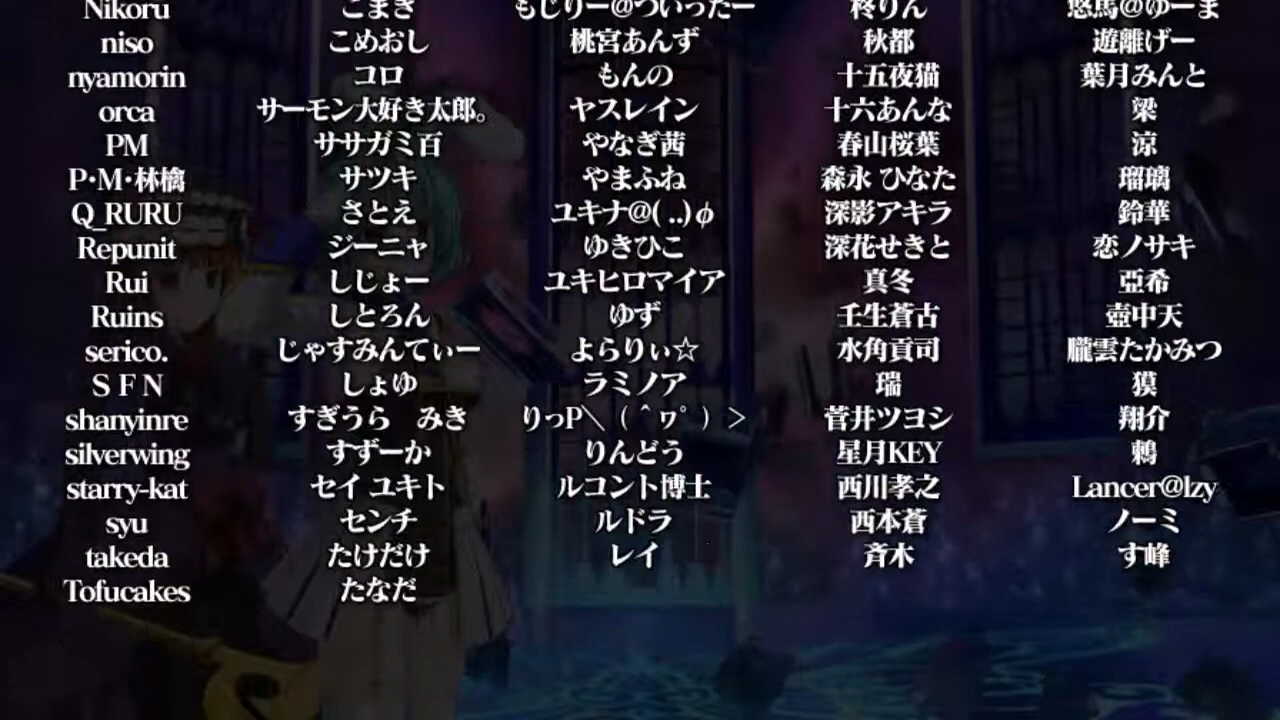 Nikoru こまき もじりー@ついったー 柊りん 悠馬@ゆーま
niso こめおし 桃宮あんず 秋都 遊離げー
nyamorin コロ もんの 十五夜猫 葉月みんと
orca サーモン大好き太郎。 ヤスレイン 十六あんな 梁
PM ササガミ百 やなぎ茜 春山桜葉 涼
P・M・林檎 サツキ やまふね 森永 ひなた 瑠璃
Q_RURU さとえ ユキナ@( ..)φ 深影アキラ 鈴華
Repunit ジーニャ ゆきひこ 深花せきと 恋ノサキ
Rui しじょー ユキヒロマイア 真冬 亞希
Ruins しとろん ゆず 壬生蒼古 壺中天
serico. じゃすみんてぃー よらりぃ☆ 水角貢司 朧雲たかみつ
S F N しょゆ ラミノア 瑞 獏
shanyinre すぎうら　みき りっP＼（＾ヮ゜）＞ 菅井ツヨシ 翔介
silverwing すずーか りんどう 星月KEY 鶫
starry-kat セイ ユキト ルコント博士 西川孝之 Lancer@lzy
syu センチ ルドラ 西本蒼 ノーミ
takeda たけだけ レイ 斉木 す峰
Tofucakes たなだ